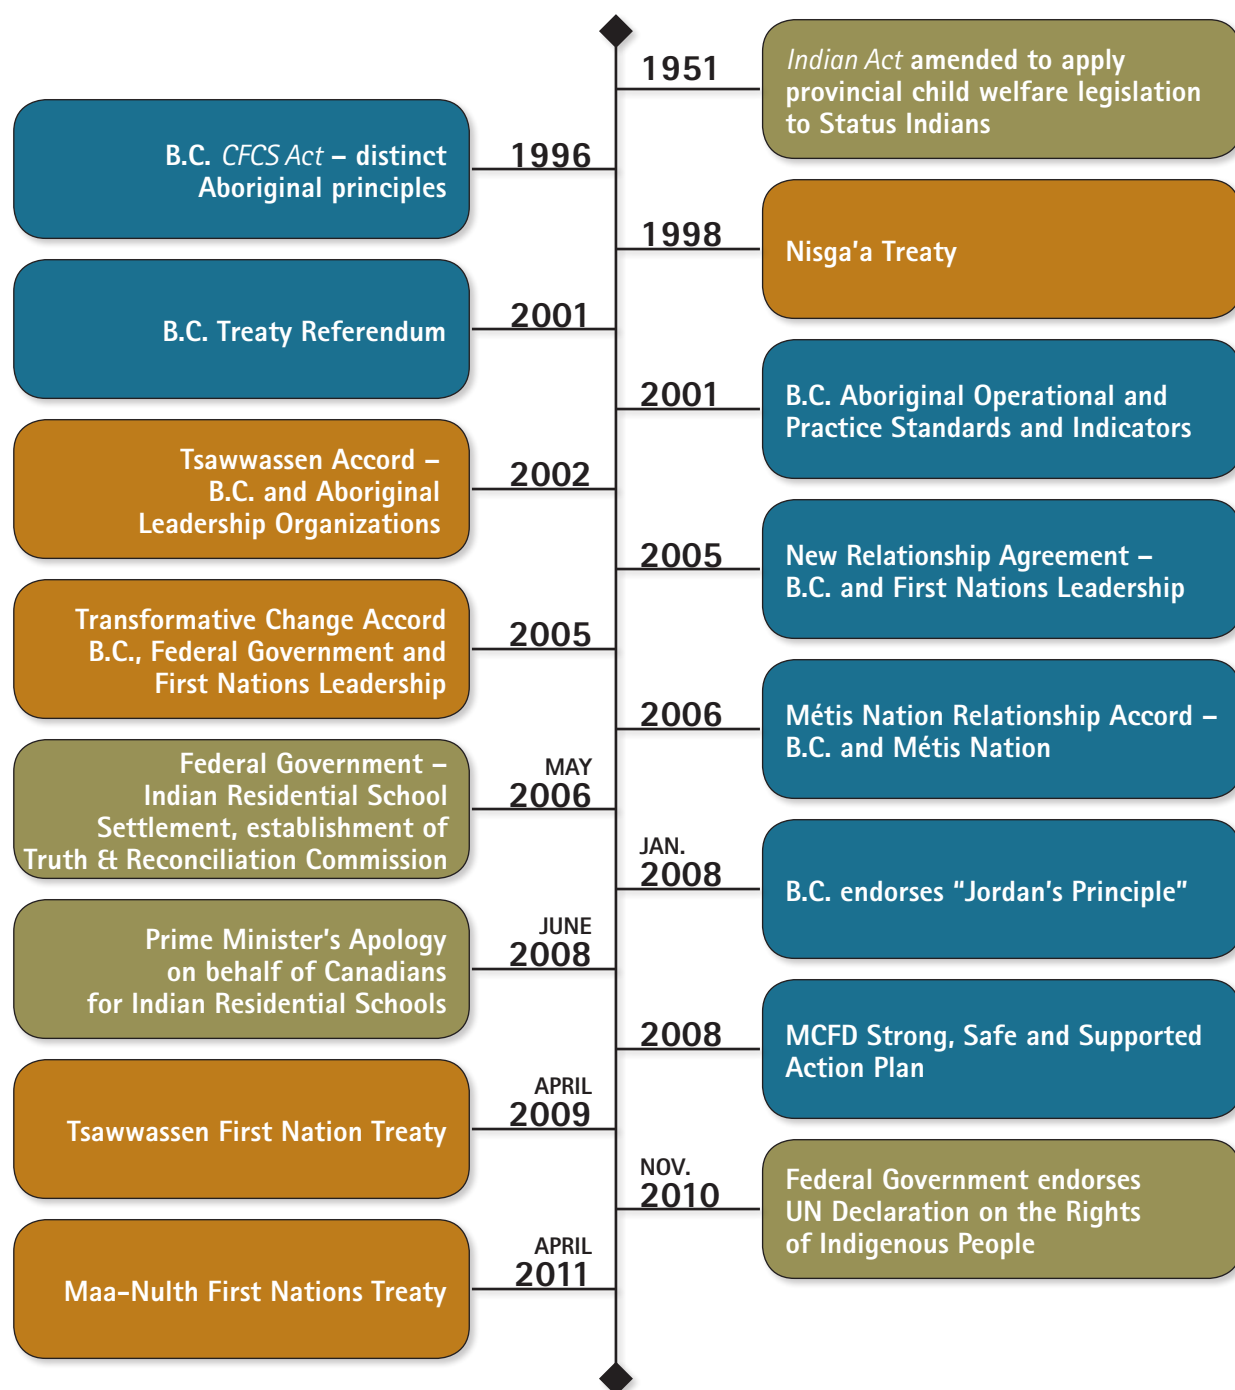 1951
Indian Act amended to apply
provincial child welfare legislation
to Status Indians
1996
B.C. CFCS Act – distinct
Aboriginal principles
1998
Nisga'a Treaty
2001
B.C. Treaty Referendum
2001
B.C. Aboriginal Operational and
Practice Standards and Indicators
2002
Tsawwassen Accord –
B.C. and Aboriginal
Leadership Organizations
2005
New Relationship Agreement –
B.C. and First Nations Leadership
2005
Transformative Change Accord
B.C., Federal Government and
First Nations Leadership
2006
Métis Nation Relationship Accord –
B.C. and Métis Nation
MAY
2006
Federal Government –
Indian Residential School
Settlement, establishment of
Truth & Reconciliation Commission
JAN.
2008
B.C. endorses “Jordan's Principle”
JUNE
2008
Prime Minister's Apology
on behalf of Canadians
for Indian Residential Schools
2008
MCFD Strong, Safe and Supported
Action Plan
APRIL
2009
Tsawwassen First Nation Treaty
NOV.
2010
Federal Government endorses
UN Declaration on the Rights
of Indigenous People
APRIL
2011
Maa-Nulth First Nations Treaty